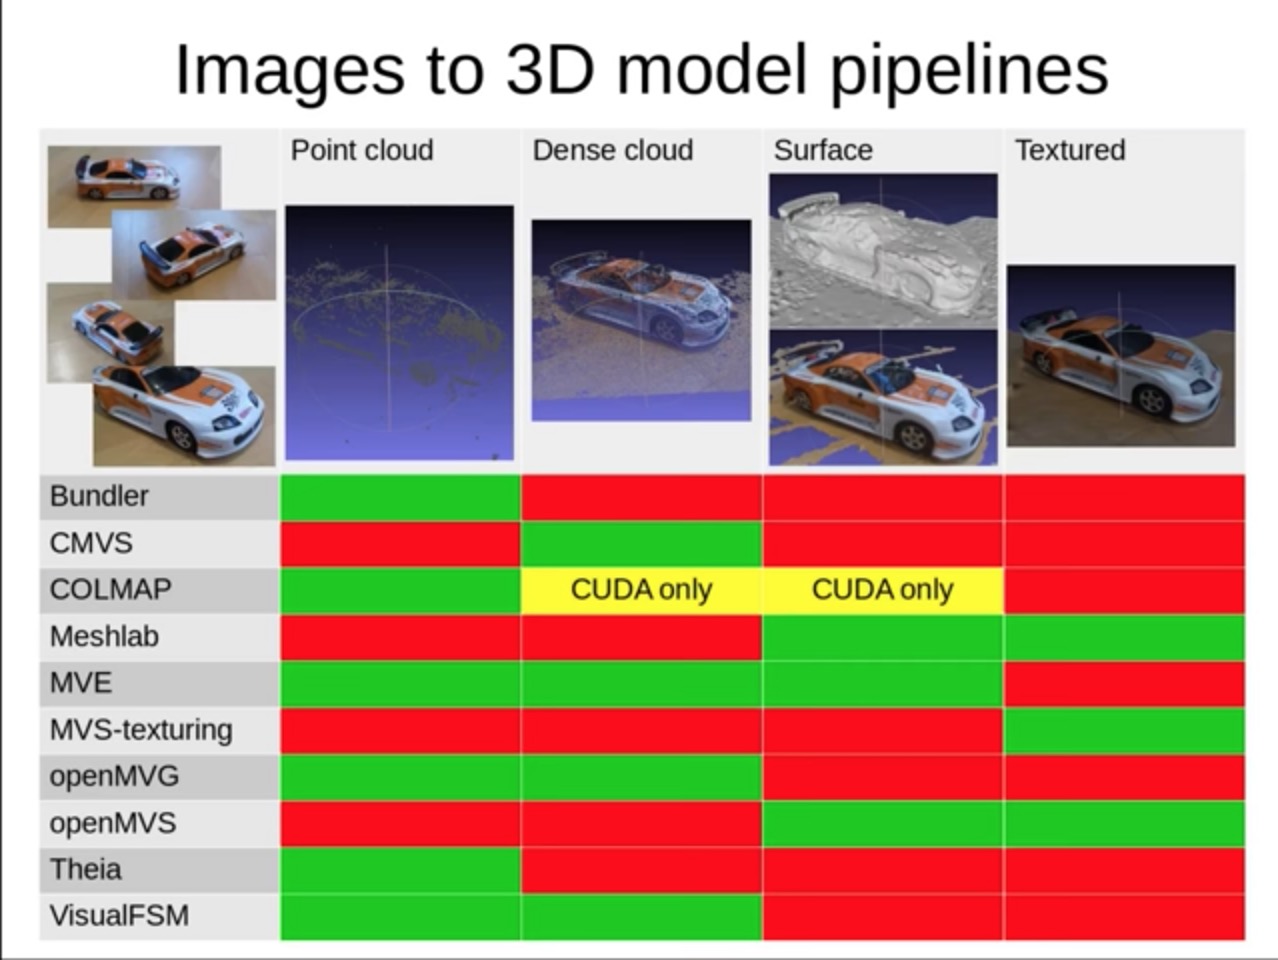 Images to 3D model pipelines
Point cloud Dense cloud Surface Textured
Bundler
CMVS
COLMAP CUDA only CUDA only
Meshlab
MVE
MVS-texturing
openMVG
openMVS
Theia
VisualFSM